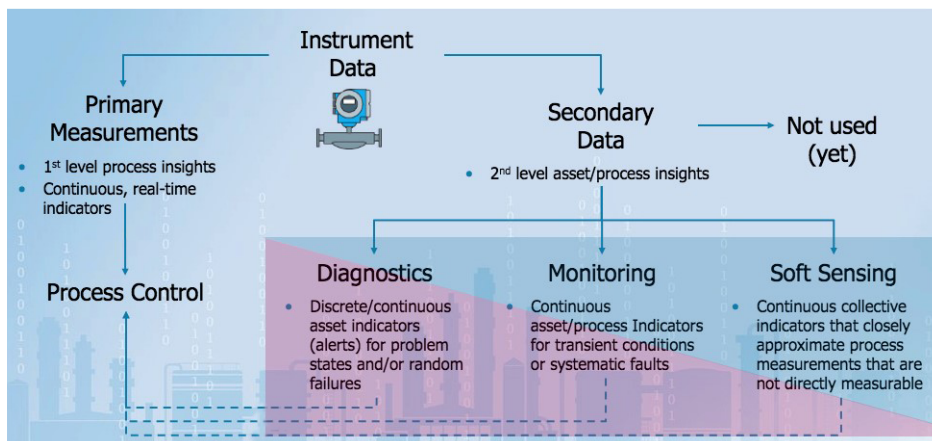 Instrument
Data
Primary
Measurements
• 1st level process insights
• Continuous, real-time
indicators
Process Control
Secondary
Data
• 2nd level asset/process insights
Not used
(yet)
Diagnostics
• Discrete/continuous
asset indicators
(alerts) for problem
states and/or random
failures
Monitoring
• Continuous
asset/process Indicators
for transient conditions
or systematic faults
Soft Sensing
• Continuous collective
indicators that closely
approximate process
measurements that are
not directly measurable